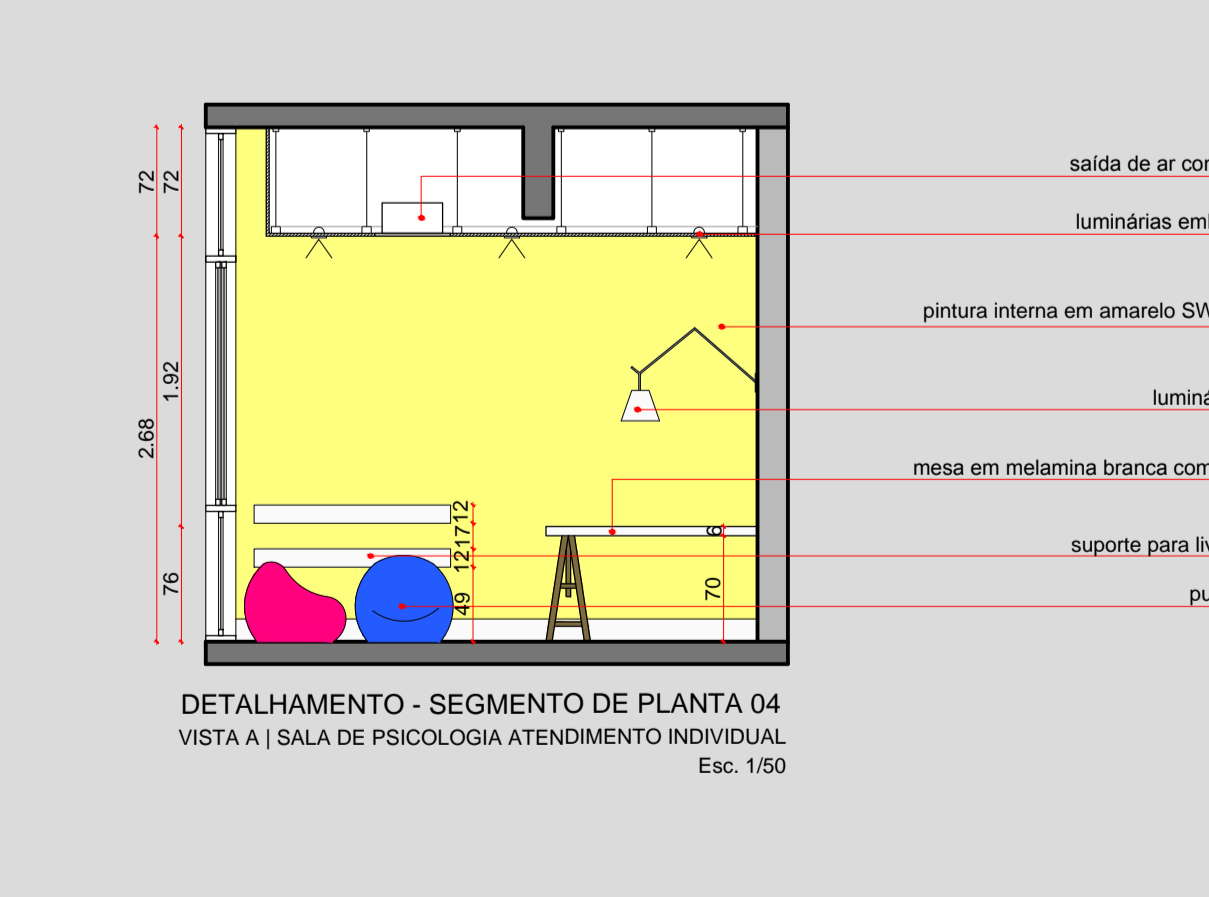 saída de ar con
luminárias emb
pintura interna em amarelo SW
luminá
mesa em melamina branca com
suporte para liv
pu
72
72
1.92
2.68
76
12
17
12
49
6
70
DETALHAMENTO - SEGMENTO DE PLANTA 04
VISTA A | SALA DE PSICOLOGIA ATENDIMENTO INDIVIDUAL
Esc. 1/50